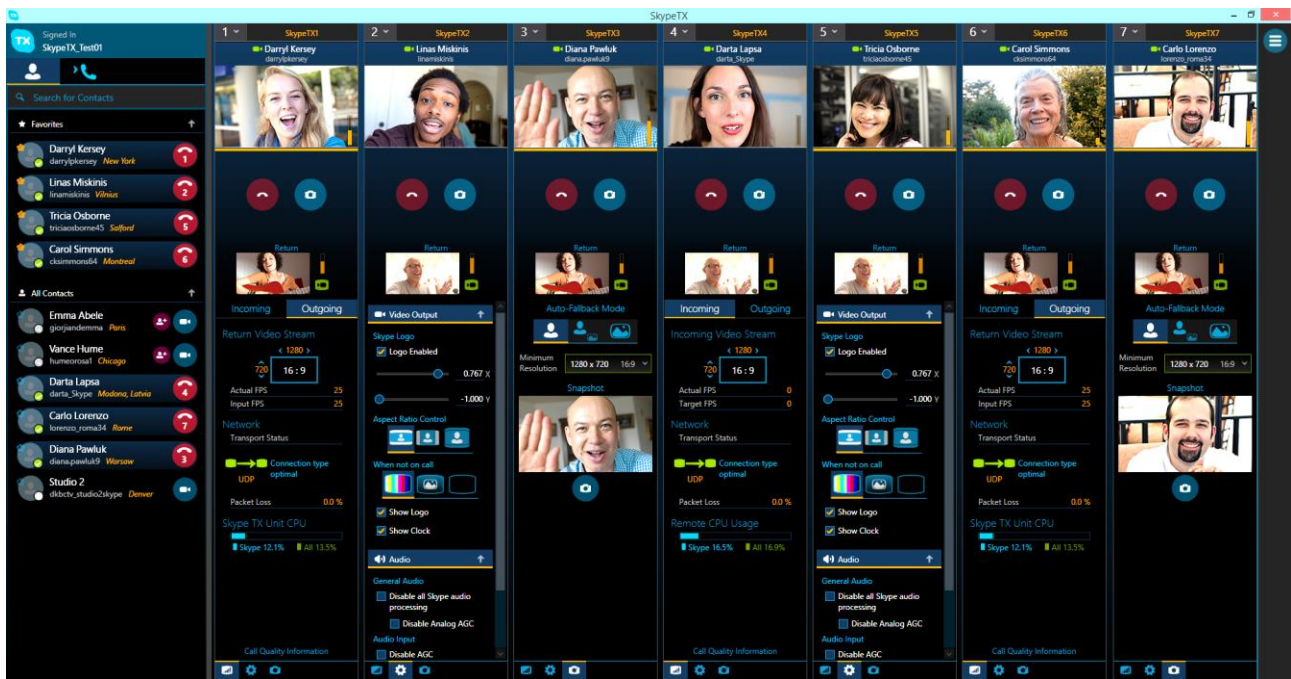 SkypeTX
TX
Signed In
SkypeTX_Test01
Search for Contacts
Favorites
Darryl Kersey
darrylpkersey New York
1
Linas Miskinis
linamiskinis Vilnius
2
Tricia Osborne
triciaosborne45 Salford
5
Carol Simmons
cksimmons64 Montreal
6
All Contacts
Emma Abele
giorjiandemma Paris
Vance Hume
humeorosa1 Chicago
Darta Lapsa
darta_Skype Madona, Latvia
4
Carlo Lorenzo
lorenzo_roma34 Rome
7
Diana Pawluk
diana.pawluk9 Warsaw
3
Studio 2
dkbctv_studio2skype Denver
1 SkypeTX1
Darryl Kersey
darrylpkersey
Return
Incoming Outgoing
Return Video Stream
1280
720 16 : 9
Actual FPS 25
Input FPS 25
Network
Transport Status
Connection type
optimal
UDP
Packet Loss 0.0 %
Skype TX Unit CPU
Skype 12.1% All 13.5%
Call Quality Information
2 SkypeTX2
Linas Miskinis
linamiskinis
Return
Video Output
Skype Logo
Logo Enabled
0.767 X
-1.000 Y
Aspect Ratio Control
When not on call
Show Logo
Show Clock
Audio
General Audio
Disable all Skype audio
processing
Disable Analog AGC
Audio Input
Disable AGC
3 SkypeTX3
Diana Pawluk
diana.pawluk9
Return
Auto-Fallback Mode
Minimum
Resolution
1280 x 720 16:9
Snapshot
4 SkypeTX4
Darta Lapsa
darta_Skype
Return
Incoming Outgoing
Incoming Video Stream
1280
720 16 : 9
Actual FPS 0
Target FPS 0
Network
Transport Status
Connection type
optimal
UDP
Packet Loss 0.0 %
Remote CPU Usage
Skype 16.5% All 16.9%
Call Quality Information
5 SkypeTX5
Tricia Osborne
triciaosborne45
Return
Video Output
Skype Logo
Logo Enabled
0.767 X
-1.000 Y
Aspect Ratio Control
When not on call
Show Logo
Show Clock
Audio
General Audio
Disable all Skype audio
processing
Disable Analog AGC
Audio Input
Disable AGC
6 SkypeTX6
Carol Simmons
cksimmons64
Return
Incoming Outgoing
Return Video Stream
1280
720 16 : 9
Actual FPS 25
Input FPS 25
Network
Transport Status
Connection type
optimal
UDP
Packet Loss 0.0 %
Skype TX Unit CPU
Skype 12.1% All 13.5%
Call Quality Information
7 SkypeTX7
Carlo Lorenzo
lorenzo_roma34
Return
Auto-Fallback Mode
Minimum
Resolution
1280 x 720 16:9
Snapshot